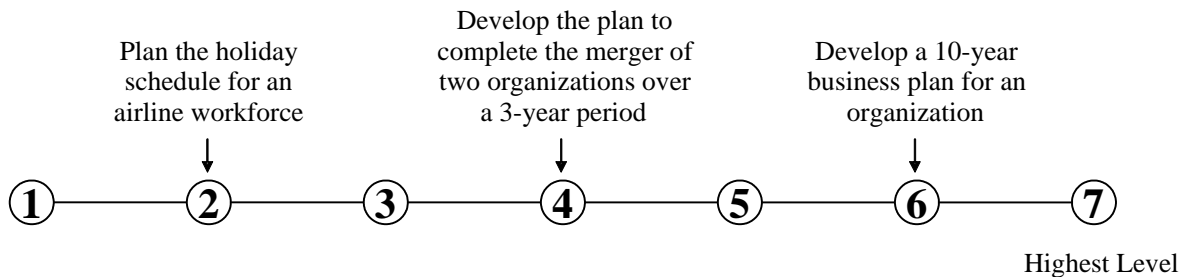 Plan the holiday
schedule for an
airline workforce
Develop the plan to
complete the merger of
two organizations over
a 3-year period
Develop a 10-year
business plan for an
organization
1 2 3 4 5 6 7
Highest Level